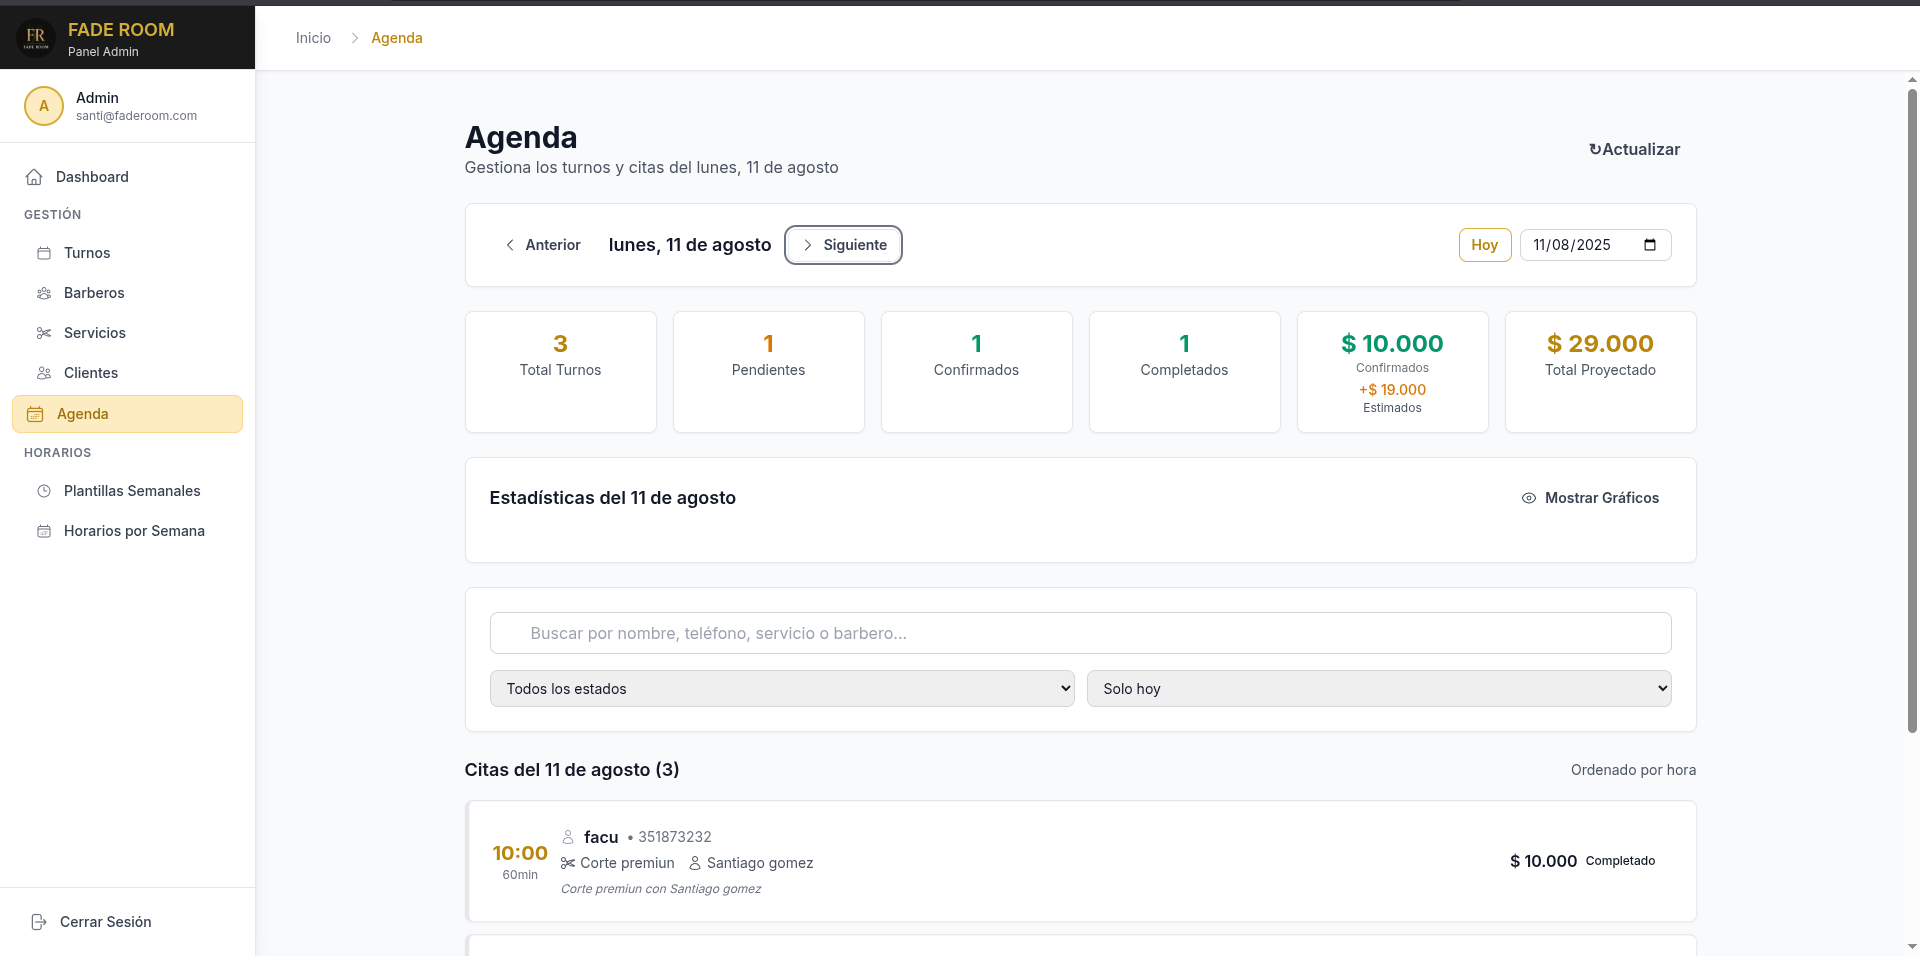 FR
FADE ROOM
FADE ROOM
Panel Admin
Inicio
Agenda
A
Admin
santi@faderoom.com
Dashboard
GESTIÓN
Turnos
Barberos
Servicios
Clientes
Agenda
HORARIOS
Plantillas Semanales
Horarios por Semana
Cerrar Sesión
Agenda
Gestiona los turnos y citas del lunes, 11 de agosto
↻Actualizar
Anterior
lunes, 11 de agosto
Siguiente
Hoy
11/08/2025
3
Total Turnos
1
Pendientes
1
Confirmados
1
Completados
$ 10.000
Confirmados
+$ 19.000
Estimados
$ 29.000
Total Proyectado
Estadísticas del 11 de agosto
Mostrar Gráficos
Buscar por nombre, teléfono, servicio o barbero...
Todos los estados
Solo hoy
Citas del 11 de agosto (3)
Ordenado por hora
10:00
60min
facu • 351873232
Corte premiun Santiago gomez
Corte premiun con Santiago gomez
$ 10.000 Completado